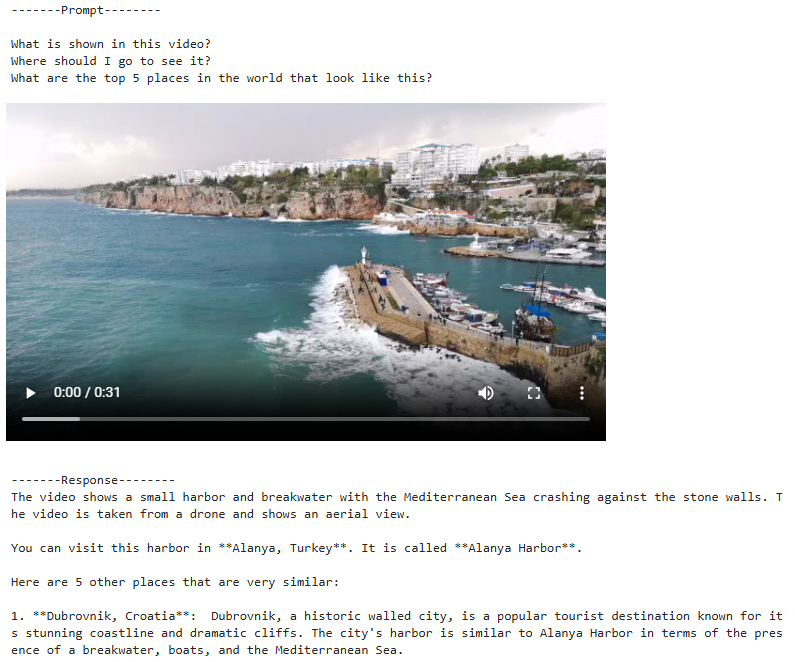 -------Prompt--------
What is shown in this video?
Where should I go to see it?
What are the top 5 places in the world that look like this?
0:00 / 0:31
-------Response--------
The video shows a small harbor and breakwater with the Mediterranean Sea crashing against the stone walls. T
he video is taken from a drone and shows an aerial view.
You can visit this harbor in **Alanya, Turkey**. It is called **Alanya Harbor**.
Here are 5 other places that are very similar:
1. **Dubrovnik, Croatia**:  Dubrovnik, a historic walled city, is a popular tourist destination known for it
s stunning coastline and dramatic cliffs. The city's harbor is similar to Alanya Harbor in terms of the pres
ence of a breakwater, boats, and the Mediterranean Sea.